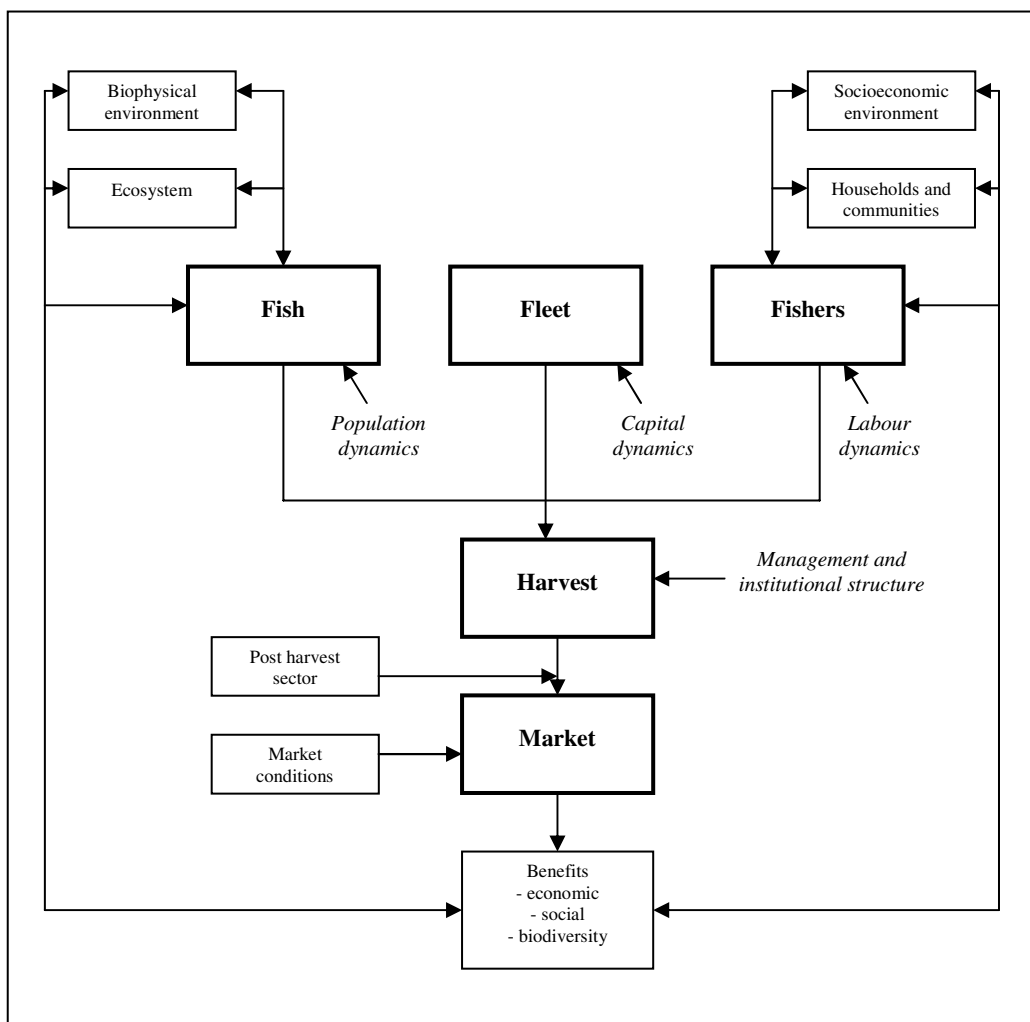 Biophysical
environment
Socioeconomic
environment
Ecosystem
Households and
communities
Fish
Fleet
Fishers
Population
dynamics
Capital
dynamics
Labour
dynamics
Harvest
Management and
institutional structure
Post harvest
sector
Market
Market
conditions
Benefits
- economic
- social
- biodiversity